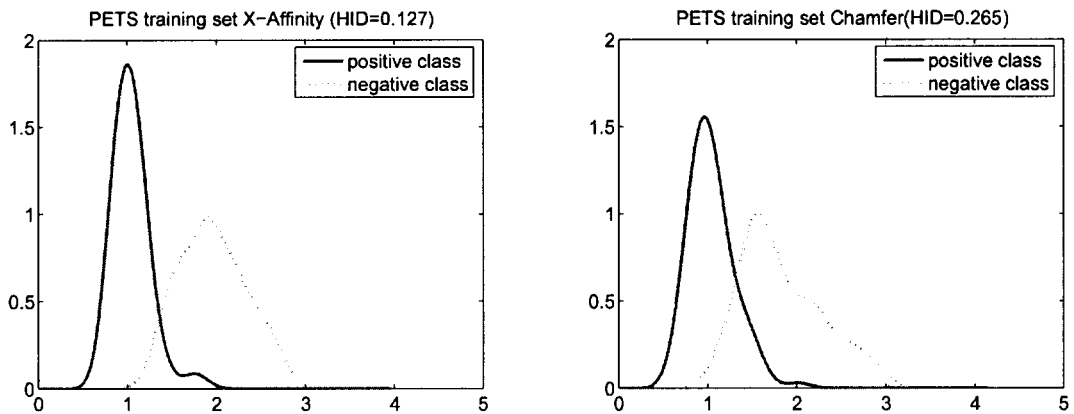 PETS training set X-Affinity (HID=0.127)
2
1.5
1
0.5
0
0 1 2 3 4 5
positive class
negative class
PETS training set Chamfer(HID=0.265)
2
1.5
1
0.5
0
0 1 2 3 4 5
positive class
negative class